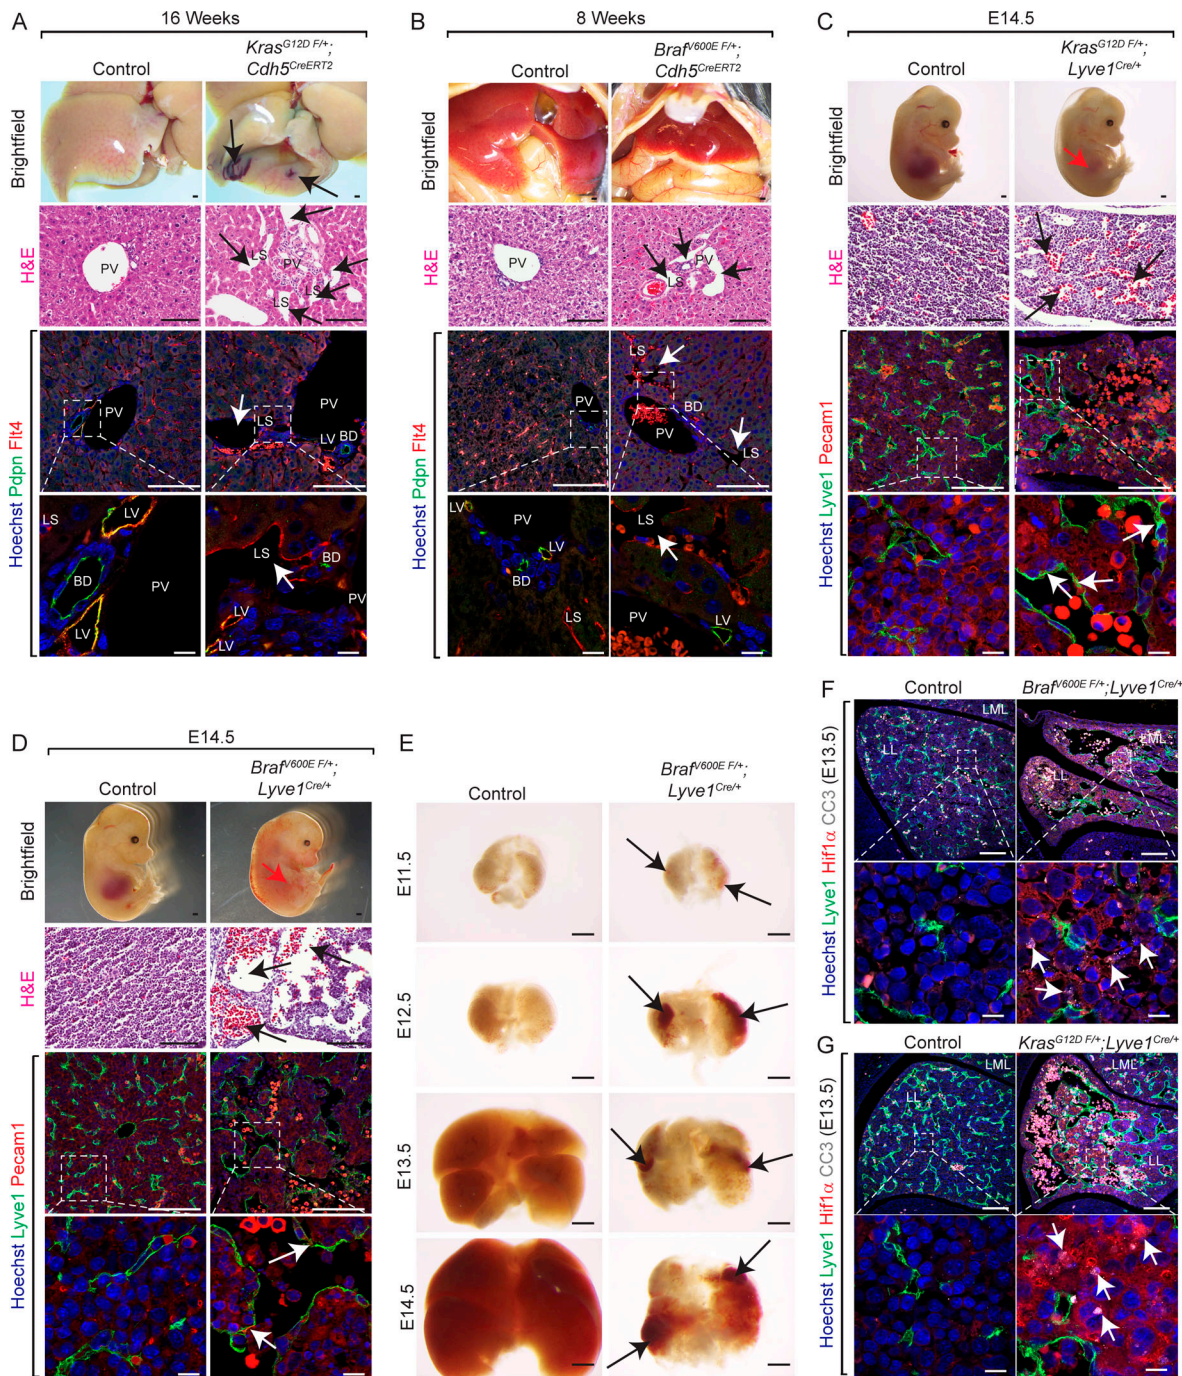 A
16 Weeks
Control
Kras^G12D F/+;
Cdh5^CreERT2
Brightfield
H&E
PV
LS
PV
LS
LS
Hoechst Pdpn Flt4
PV
LS
PV
LV
BD
LS
LV
BD
LV
PV
LS
BD
PV
LV
LV
B
8 Weeks
Control
Braf^V600E F/+;
Cdh5^CreERT2
Brightfield
H&E
PV
PV
LS
Hoechst Pdpn Flt4
PV
LS
BD
PV
LS
LV
PV
LV
BD
LS
LS
PV
LV
C
E14.5
Control
Kras^G12D F/+;
Lyve1^Cre/+
Brightfield
H&E
Hoechst Lyve1 Pecam1
D
E14.5
Control
Braf^V600E F/+;
Lyve1^Cre/+
Brightfield
H&E
Hoechst Lyve1 Pecam1
E
Control
Braf^V600E F/+;
Lyve1^Cre/+
E11.5
E12.5
E13.5
E14.5
F
Control
Braf^V600E F/+;Lyve1^Cre/+
Hoechst Lyve1 Hif1α CC3 (E13.5)
LML
LL
LML
LL
G
Control
Kras^G12D F/+;Lyve1^Cre/+
Hoechst Lyve1 Hif1α CC3 (E13.5)
LML
LL
LML
LL